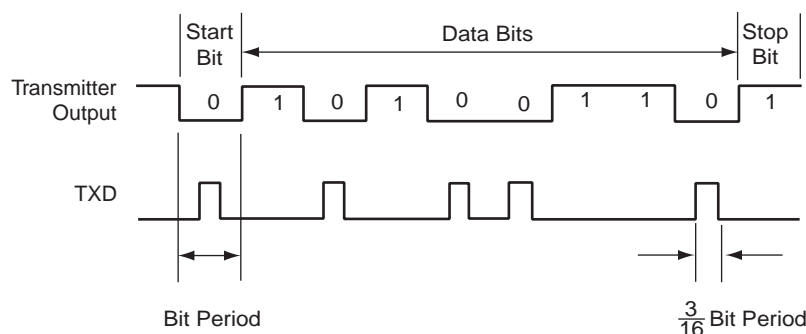 Start
Bit
Data Bits
Stop
Bit
Transmitter
Output
0 1 0 1 0 0 1 1 0 1
TXD
Bit Period
3
16 Bit Period